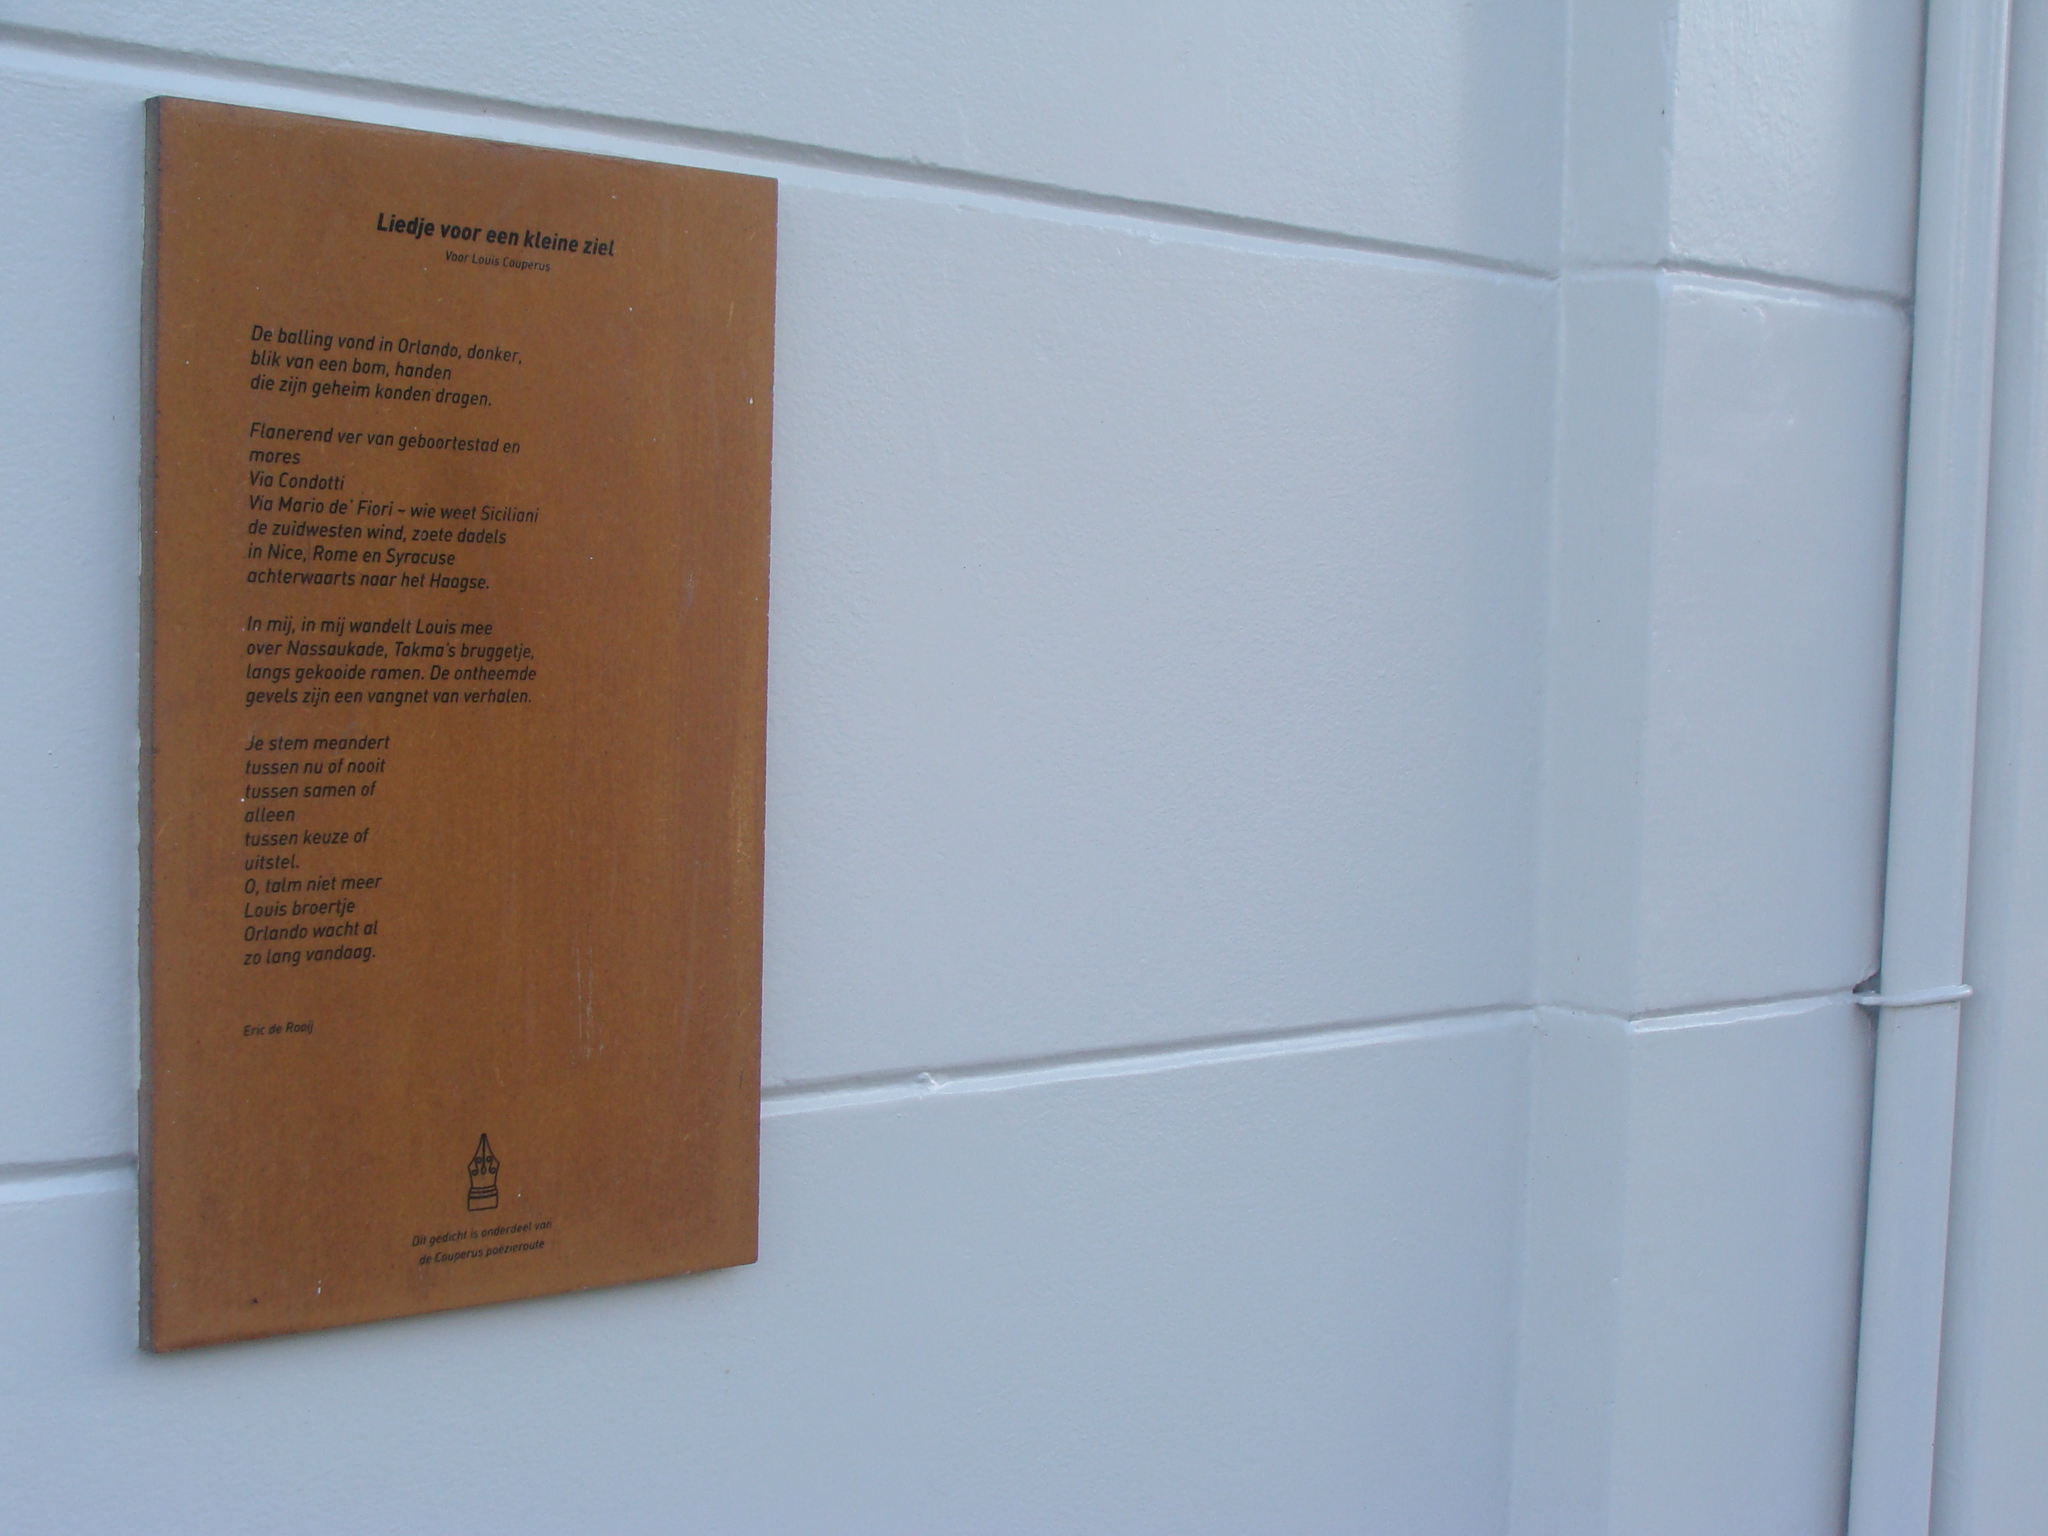 Liedje voor een kleine ziel
Voor Louis Couperus
De balling vond in Orlando, donker,
blik van een bom, handen
die zijn geheim konden dragen.
Flanerend ver van geboortestad en
mores
Via Condotti
Via Mario de' Fiori – wie weet Siciliani
de zuidwesten wind, zoete dadels
in Nice, Rome en Syracuse
achterwaarts naar het Haagse.
In mij, in mij wandelt Louis mee
over Nassaukade, Takma's bruggetje,
langs gekooide ramen. De ontheemde
gevels zijn een vangnet van verhalen.
Je stem meandert
tussen nu of nooit
tussen samen of
alleen
tussen keuze of
uitstel.
O, talm niet meer
Louis broertje
Orlando wacht al
zo lang vandaag.
Eric de Rooij
Dit gedicht is onderdeel van
de Couperus poëzieroute